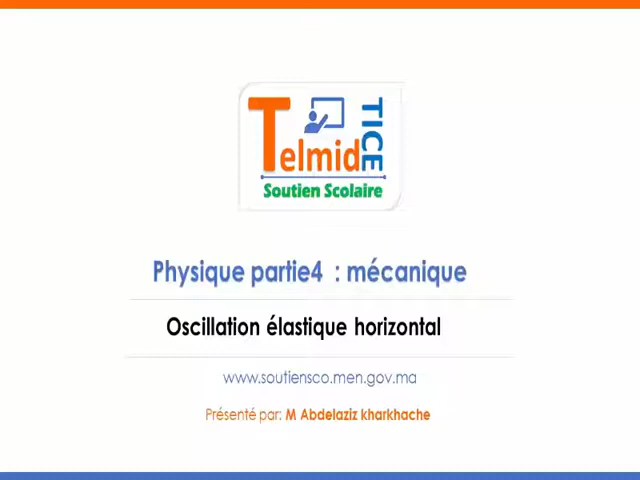 Telmid TICE
Soutien Scolaire
Physique partie4 : mécanique
Oscillation élastique horizontal
www.soutiensco.men.gov.ma
Présenté par: M Abdelaziz kharkhache